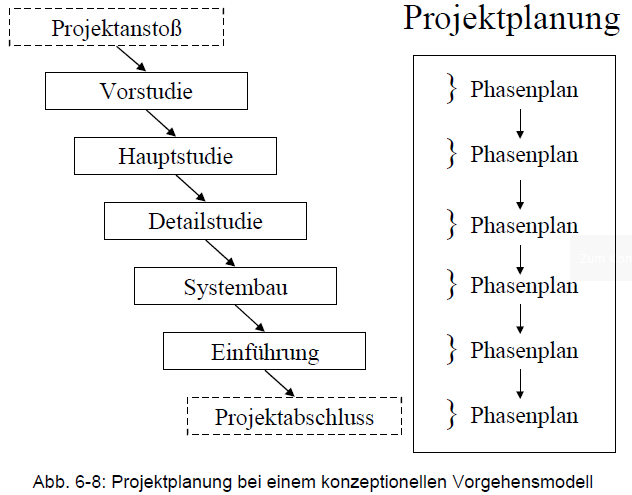 Projektanstoß
Projektplanung
Vorstudie
Hauptstudie
Detailstudie
Systembau
Einführung
Projektabschluss
} Phasenplan
} Phasenplan
} Phasenplan
} Phasenplan
} Phasenplan
} Phasenplan
Abb. 6-8: Projektplanung bei einem konzeptionellen Vorgehensmodell